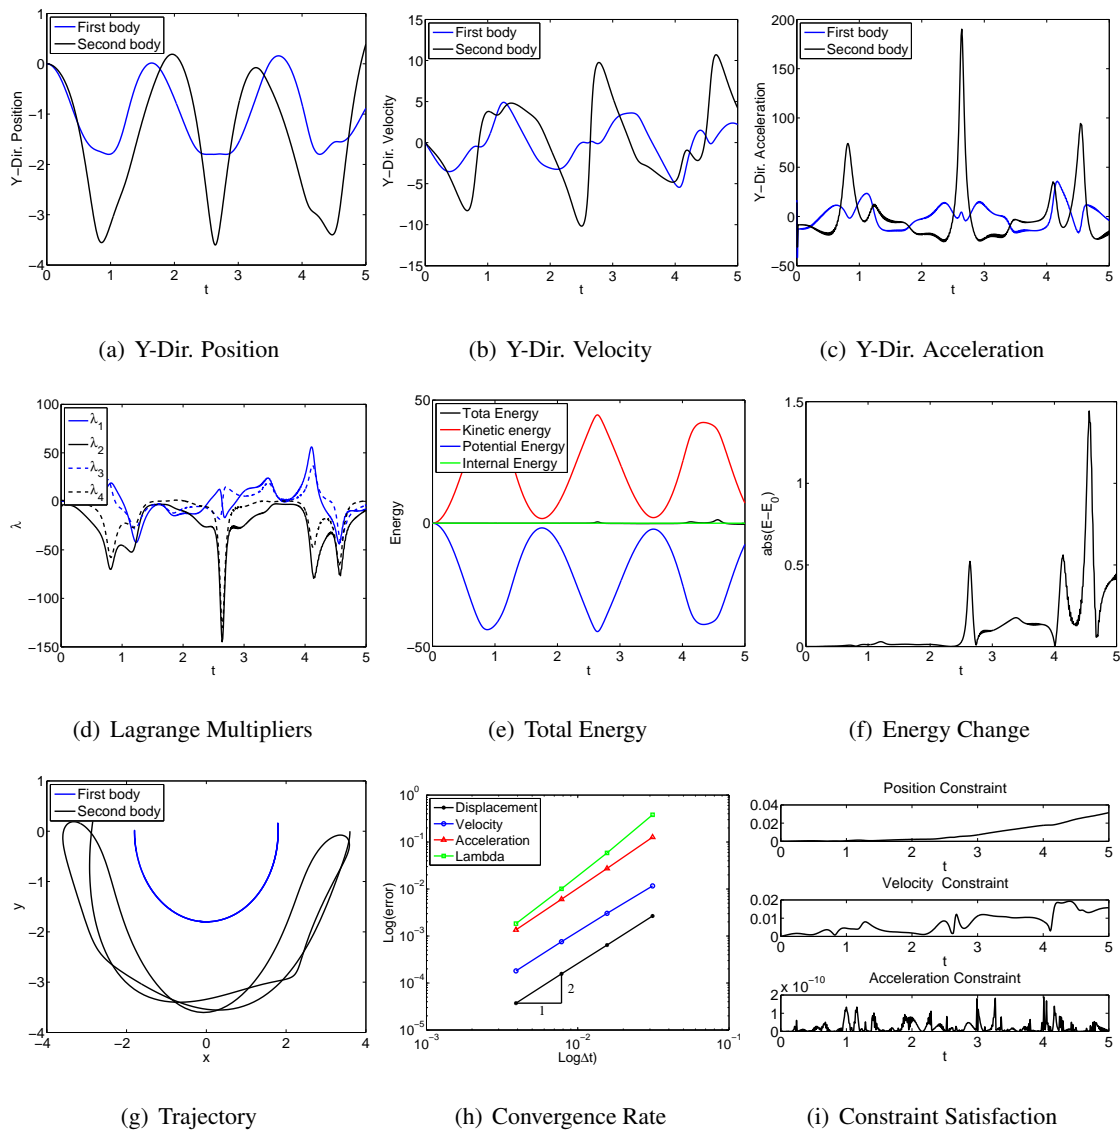 First body
Second body
1
0
−1
−2
−3
−4
Y−Dir. Position
0 1 2 3 4 5
t
(a) Y-Dir. Position
First body
Second body
15
10
5
0
−5
−10
−15
Y−Dir. Velocity
0 1 2 3 4 5
t
(b) Y-Dir. Velocity
First body
Second body
200
150
100
50
0
−50
Y−Dir. Acceleration
0 1 2 3 4 5
t
(c) Y-Dir. Acceleration
λ1
λ2
λ3
λ4
100
50
0
−50
−100
−150
λ
0 1 2 3 4 5
t
(d) Lagrange Multipliers
Tota Energy
Kinetic energy
Potential Energy
Internal Energy
50
0
−50
Energy
0 1 2 3 4 5
t
(e) Total Energy
1.5
1
0.5
0
abs(E−E0)
0 1 2 3 4 5
t
(f) Energy Change
First body
Second body
1
0
−1
−2
−3
−4
y
−4 −2 0 2 4
x
(g) Trajectory
Displacement
Velocity
Acceleration
Lambda
10^0
10^−1
10^−2
10^−3
10^−4
10^−5
Log(error)
2
1
10^−3 10^−2 10^−1
LogΔt)
(h) Convergence Rate
Position Constraint
0.04
0.02
0
0 1 2 3 4 5
t
Velocity Constraint
0.02
0.01
0
0 1 2 3 4 5
t
Acceleration Constraint
x 10^−10
2
1
0
0 1 2 3 4 5
t
(i) Constraint Satisfaction